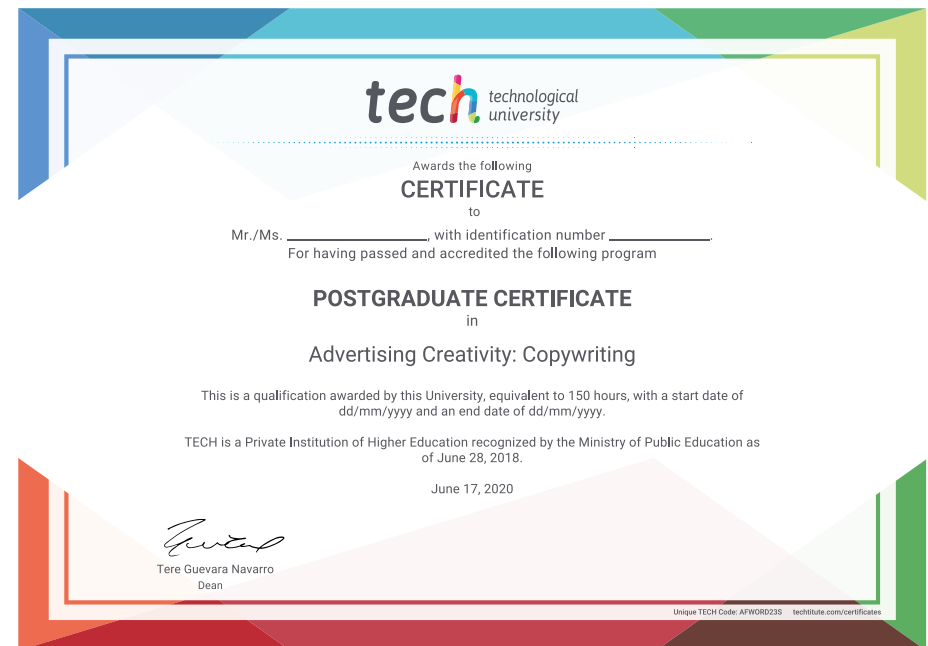 tech technological
university
Awards the following
CERTIFICATE
to
Mr./Ms. ____________, with identification number ____________.
For having passed and accredited the following program
POSTGRADUATE CERTIFICATE
in
Advertising Creativity: Copywriting
This is a qualification awarded by this University, equivalent to 150 hours, with a start date of
dd/mm/yyyy and an end date of dd/mm/yyyy.
TECH is a Private Institution of Higher Education recognized by the Ministry of Public Education as
of June 28, 2018.
June 17, 2020
Tere Guevara Navarro
Dean
Unique TECH Code: AFWORD23S techtitute.com/certificates